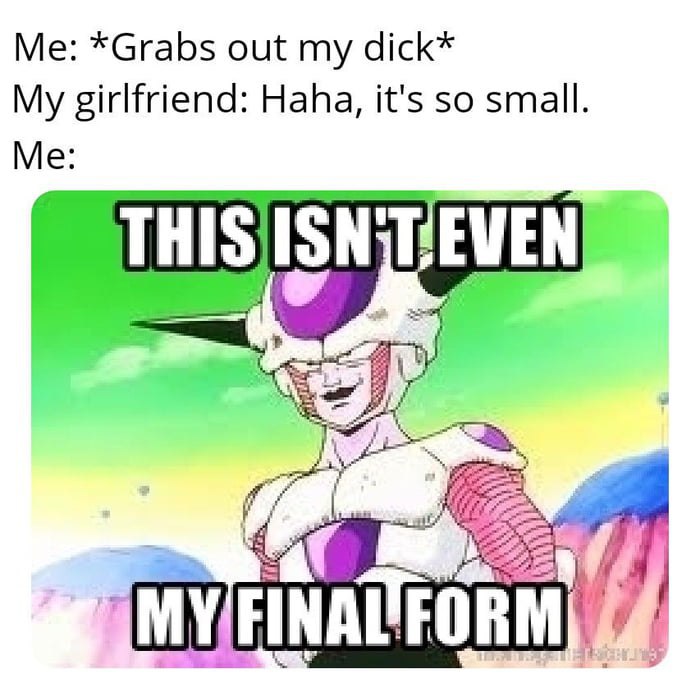 Me: *Grabs out my dick*
My girlfriend: Haha, it's so small.
Me:
THIS ISN'T EVEN
MY FINAL FORM